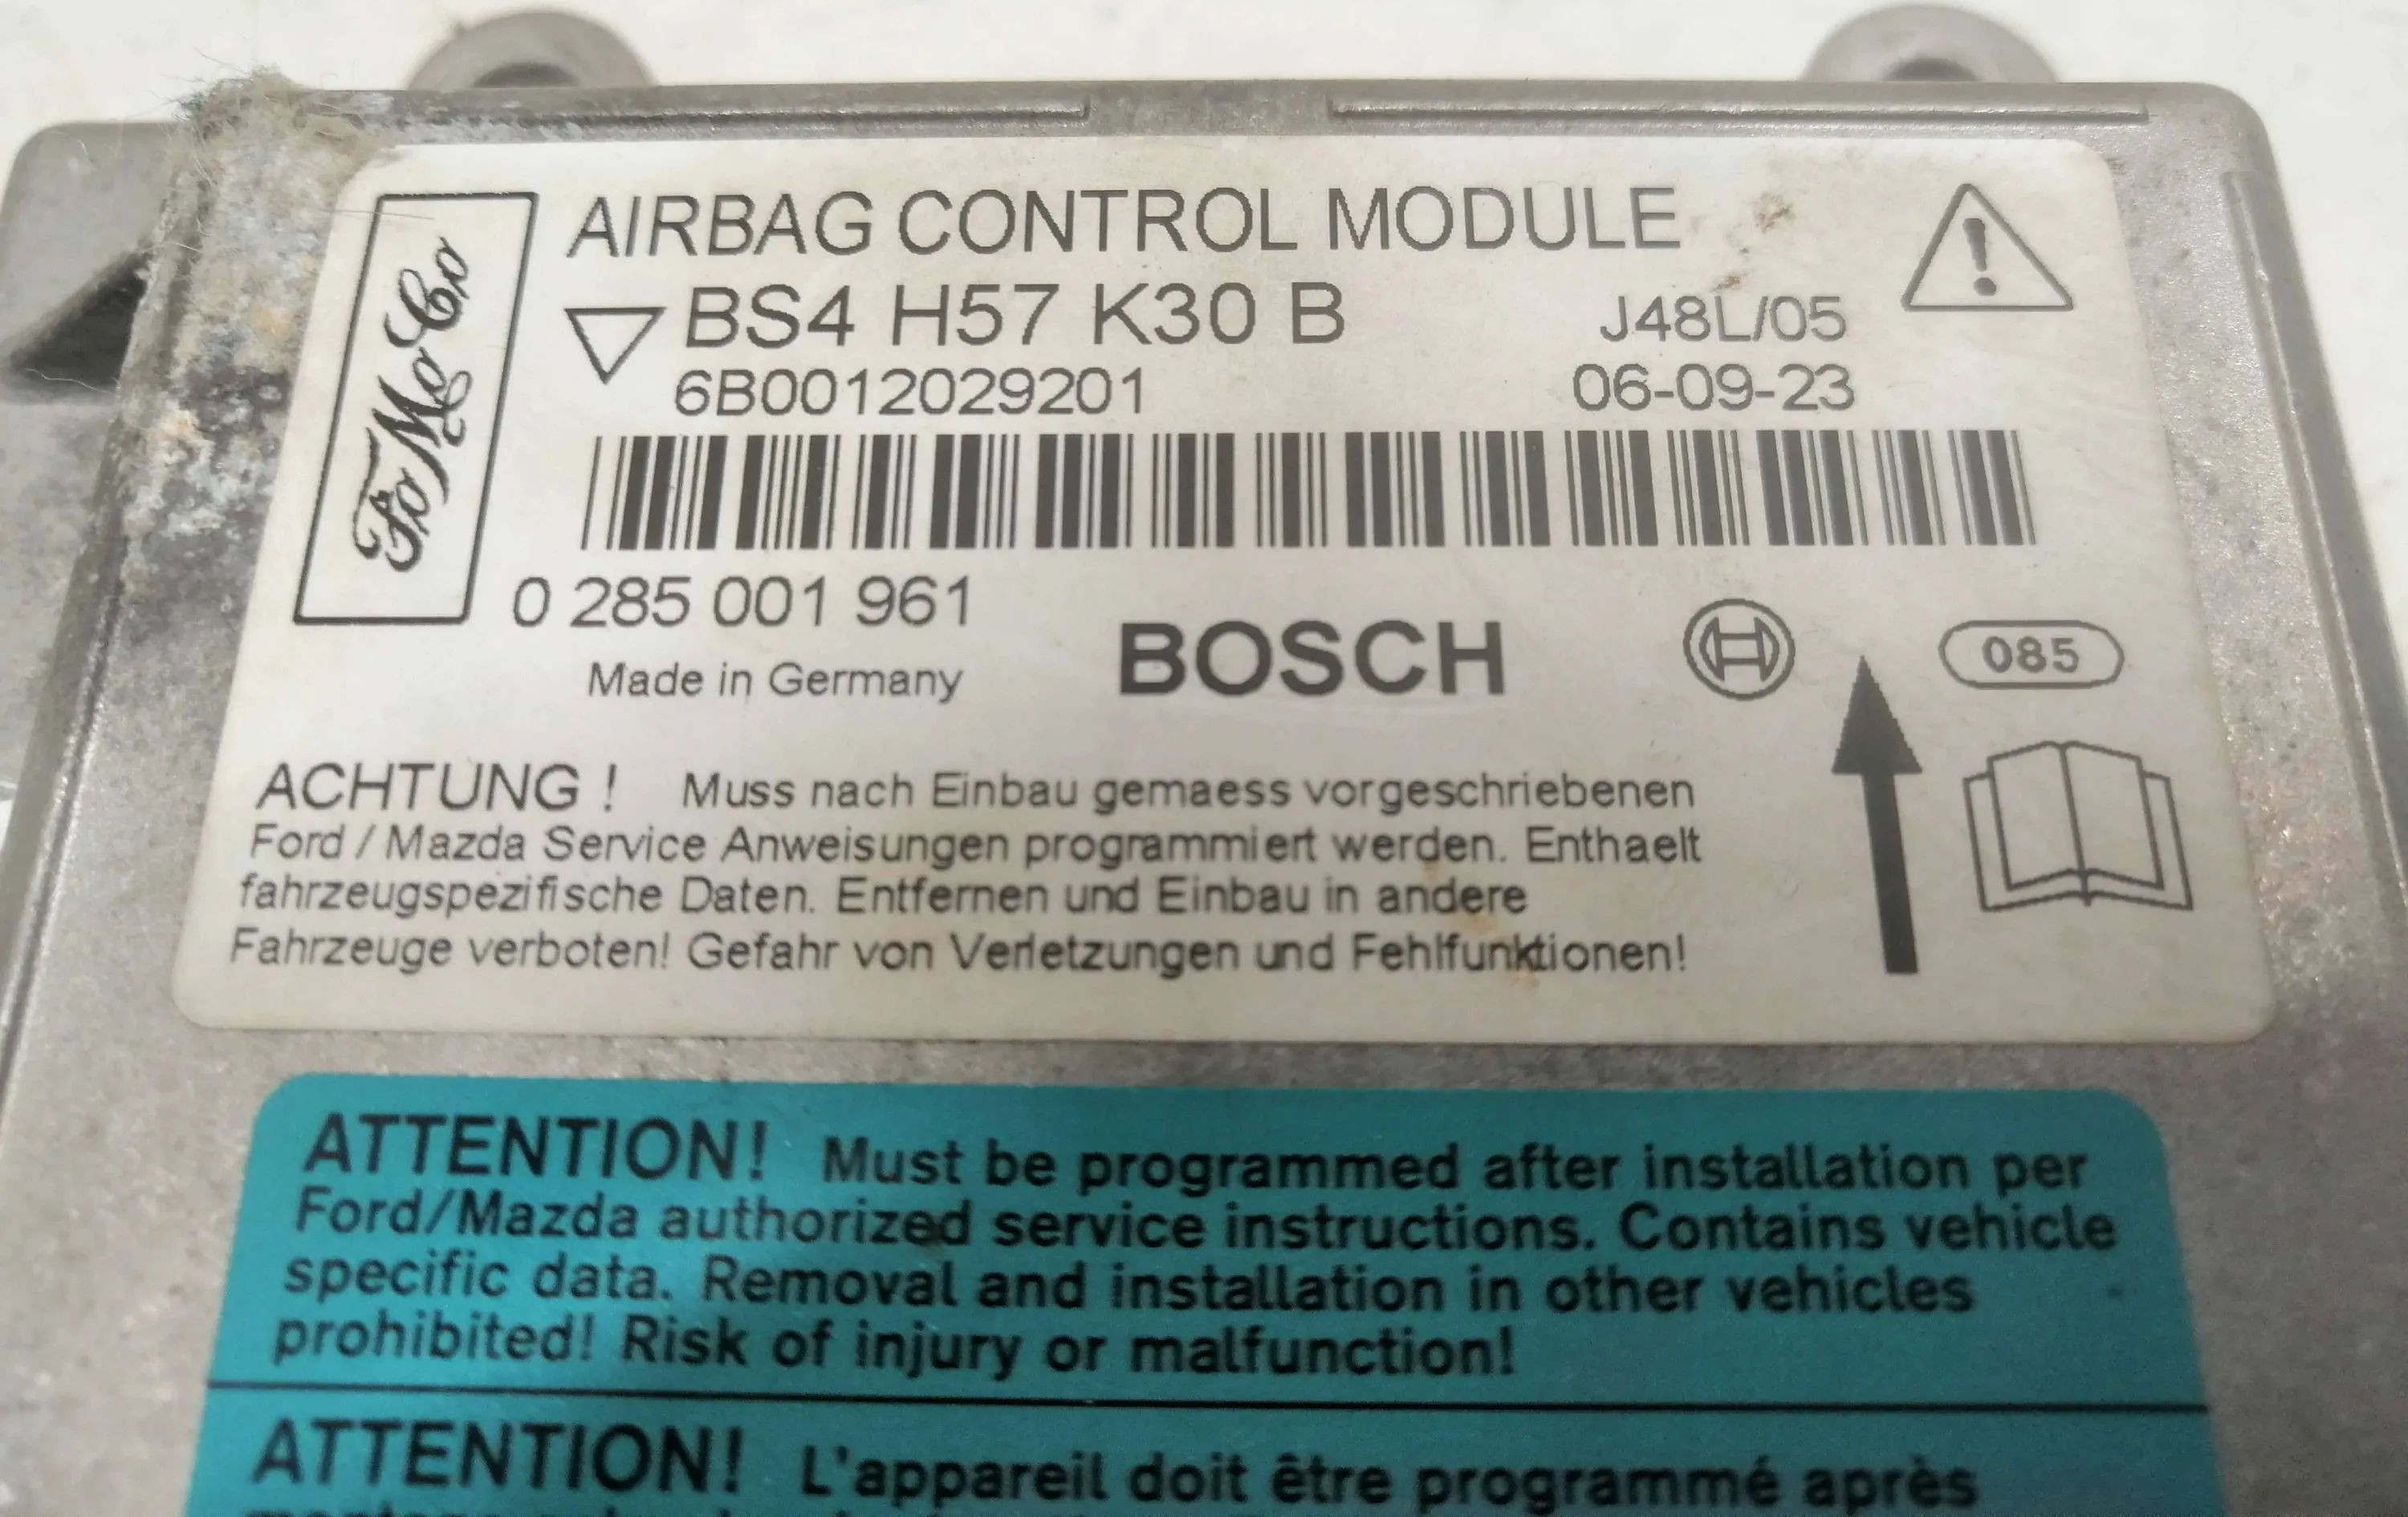 FoMoCo
AIRBAG CONTROL MODULE
BS4 H57 K30 B
J48L/05
6B0012029201
06-09-23
0 285 001 961
Made in Germany
BOSCH
085
ACHTUNG ! Muss nach Einbau gemaess vorgeschriebenen
Ford / Mazda Service Anweisungen programmiert werden. Enthaelt
fahrzeugspezifische Daten. Entfernen und Einbau in andere
Fahrzeuge verboten! Gefahr von Verletzungen und Fehlfunktionen!
ATTENTION! Must be programmed after installation per
Ford/Mazda authorized service instructions. Contains vehicle
specific data. Removal and installation in other vehicles
prohibited! Risk of injury or malfunction!
ATTENTION! L'appareil doit être programmé après